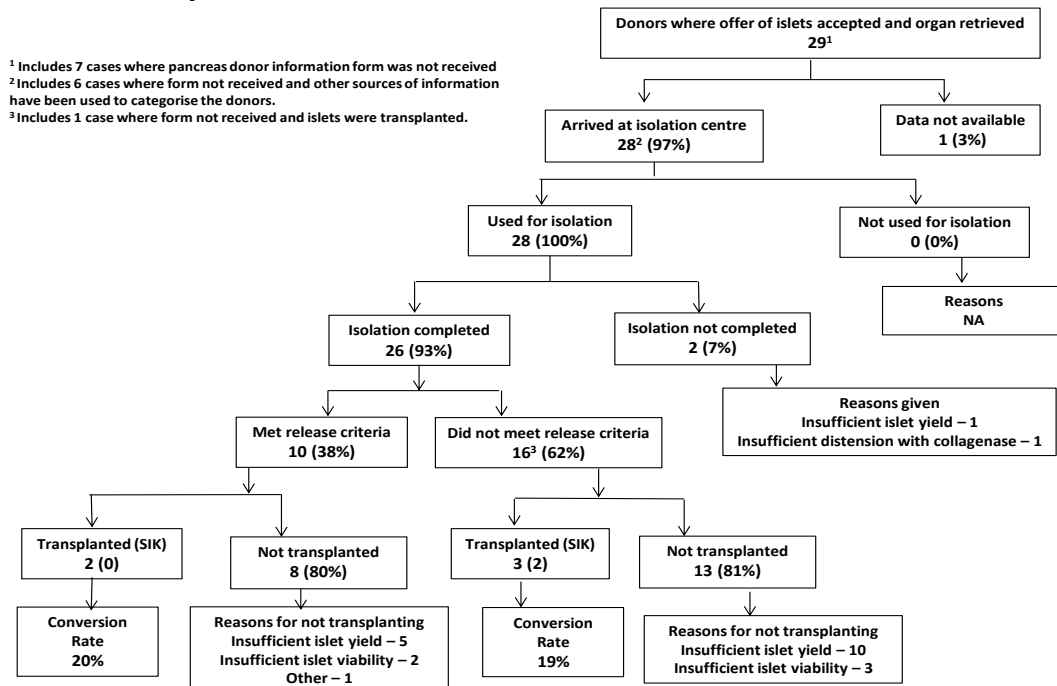 Donors where offer of islets accepted and organ retrieved
29¹
¹ Includes 7 cases where pancreas donor information form was not received
² Includes 6 cases where form not received and other sources of information
have been used to categorise the donors.
³ Includes 1 case where form not received and islets were transplanted.
Arrived at isolation centre
28² (97%)
Data not available
1 (3%)
Used for isolation
28 (100%)
Not used for isolation
0 (0%)
Reasons
NA
Isolation completed
26 (93%)
Isolation not completed
2 (7%)
Reasons given
Insufficient islet yield – 1
Insufficient distension with collagenase – 1
Met release criteria
10 (38%)
Did not meet release criteria
16³ (62%)
Transplanted (SIK)
2 (0)
Not transplanted
8 (80%)
Transplanted (SIK)
3 (2)
Not transplanted
13 (81%)
Conversion
Rate
20%
Reasons for not transplanting
Insufficient islet yield – 5
Insufficient islet viability – 2
Other – 1
Conversion
Rate
19%
Reasons for not transplanting
Insufficient islet yield – 10
Insufficient islet viability – 3